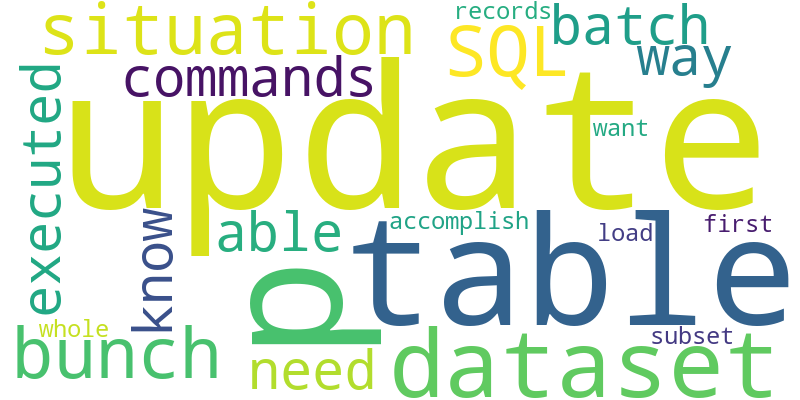 situation
records
batch
SQL
way
commands
update
executed
want
know
able
accomplish
load
first
table
p
whole
bunch
need
dataset
subset